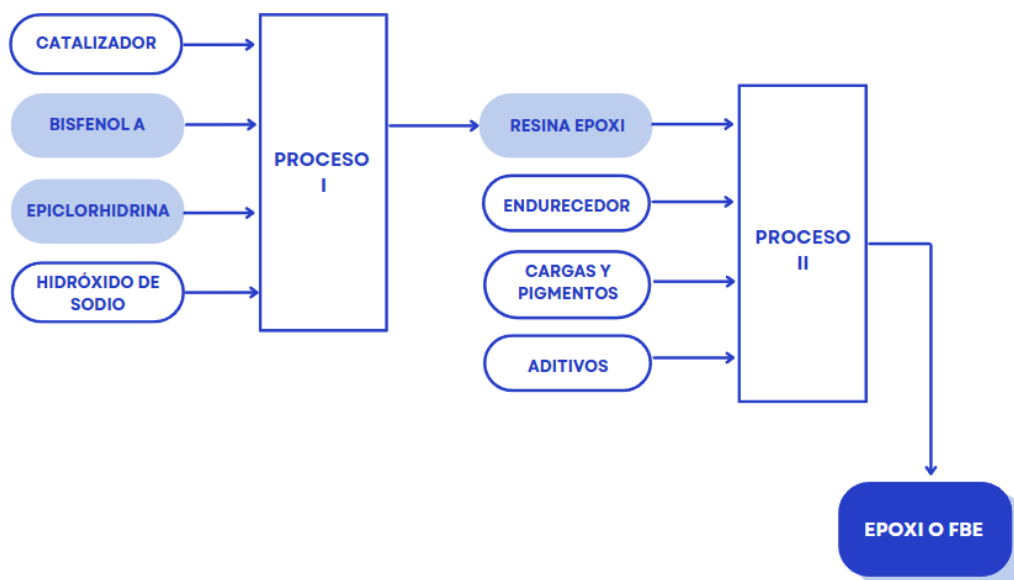 CATALIZADOR
BISFENOL A
EPICLORHIDRINA
HIDRÓXIDO DE
SODIO
PROCESO
I
RESINA EPOXI
ENDURECEDOR
CARGAS Y
PIGMENTOS
ADITIVOS
PROCESO
II
EPOXI O FBE